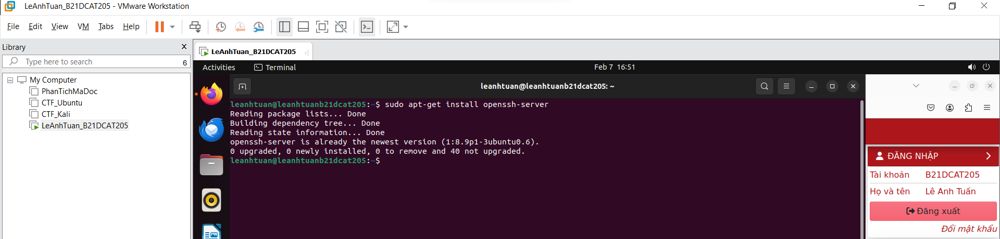 LeAnhTuan_B21DCAT205 - VMware Workstation
File Edit View VM Tabs Help
Library
Type here to search
6
My Computer
PhanTichMaDoc
CTF_Ubuntu
CTF_Kali
LeAnhTuan_B21DCAT205
LeAnhTuan_B21DCAT205
Activities Terminal Feb 7 16:51
leanhtuan@leanhtuanb21dcat205: ~
leanhtuan@leanhtuanb21dcat205:~$ sudo apt-get install openssh-server
Reading package lists... Done
Building dependency tree... Done
Reading state information... Done
openssh-server is already the newest version (1:8.9p1-3ubuntu0.6).
0 upgraded, 0 newly installed, 0 to remove and 40 not upgraded.
leanhtuan@leanhtuanb21dcat205:~$
ĐĂNG NHẬP
Tài khoản B21DCAT205
Họ và tên Lê Anh Tuấn
Đăng xuất
Đổi mật khẩu